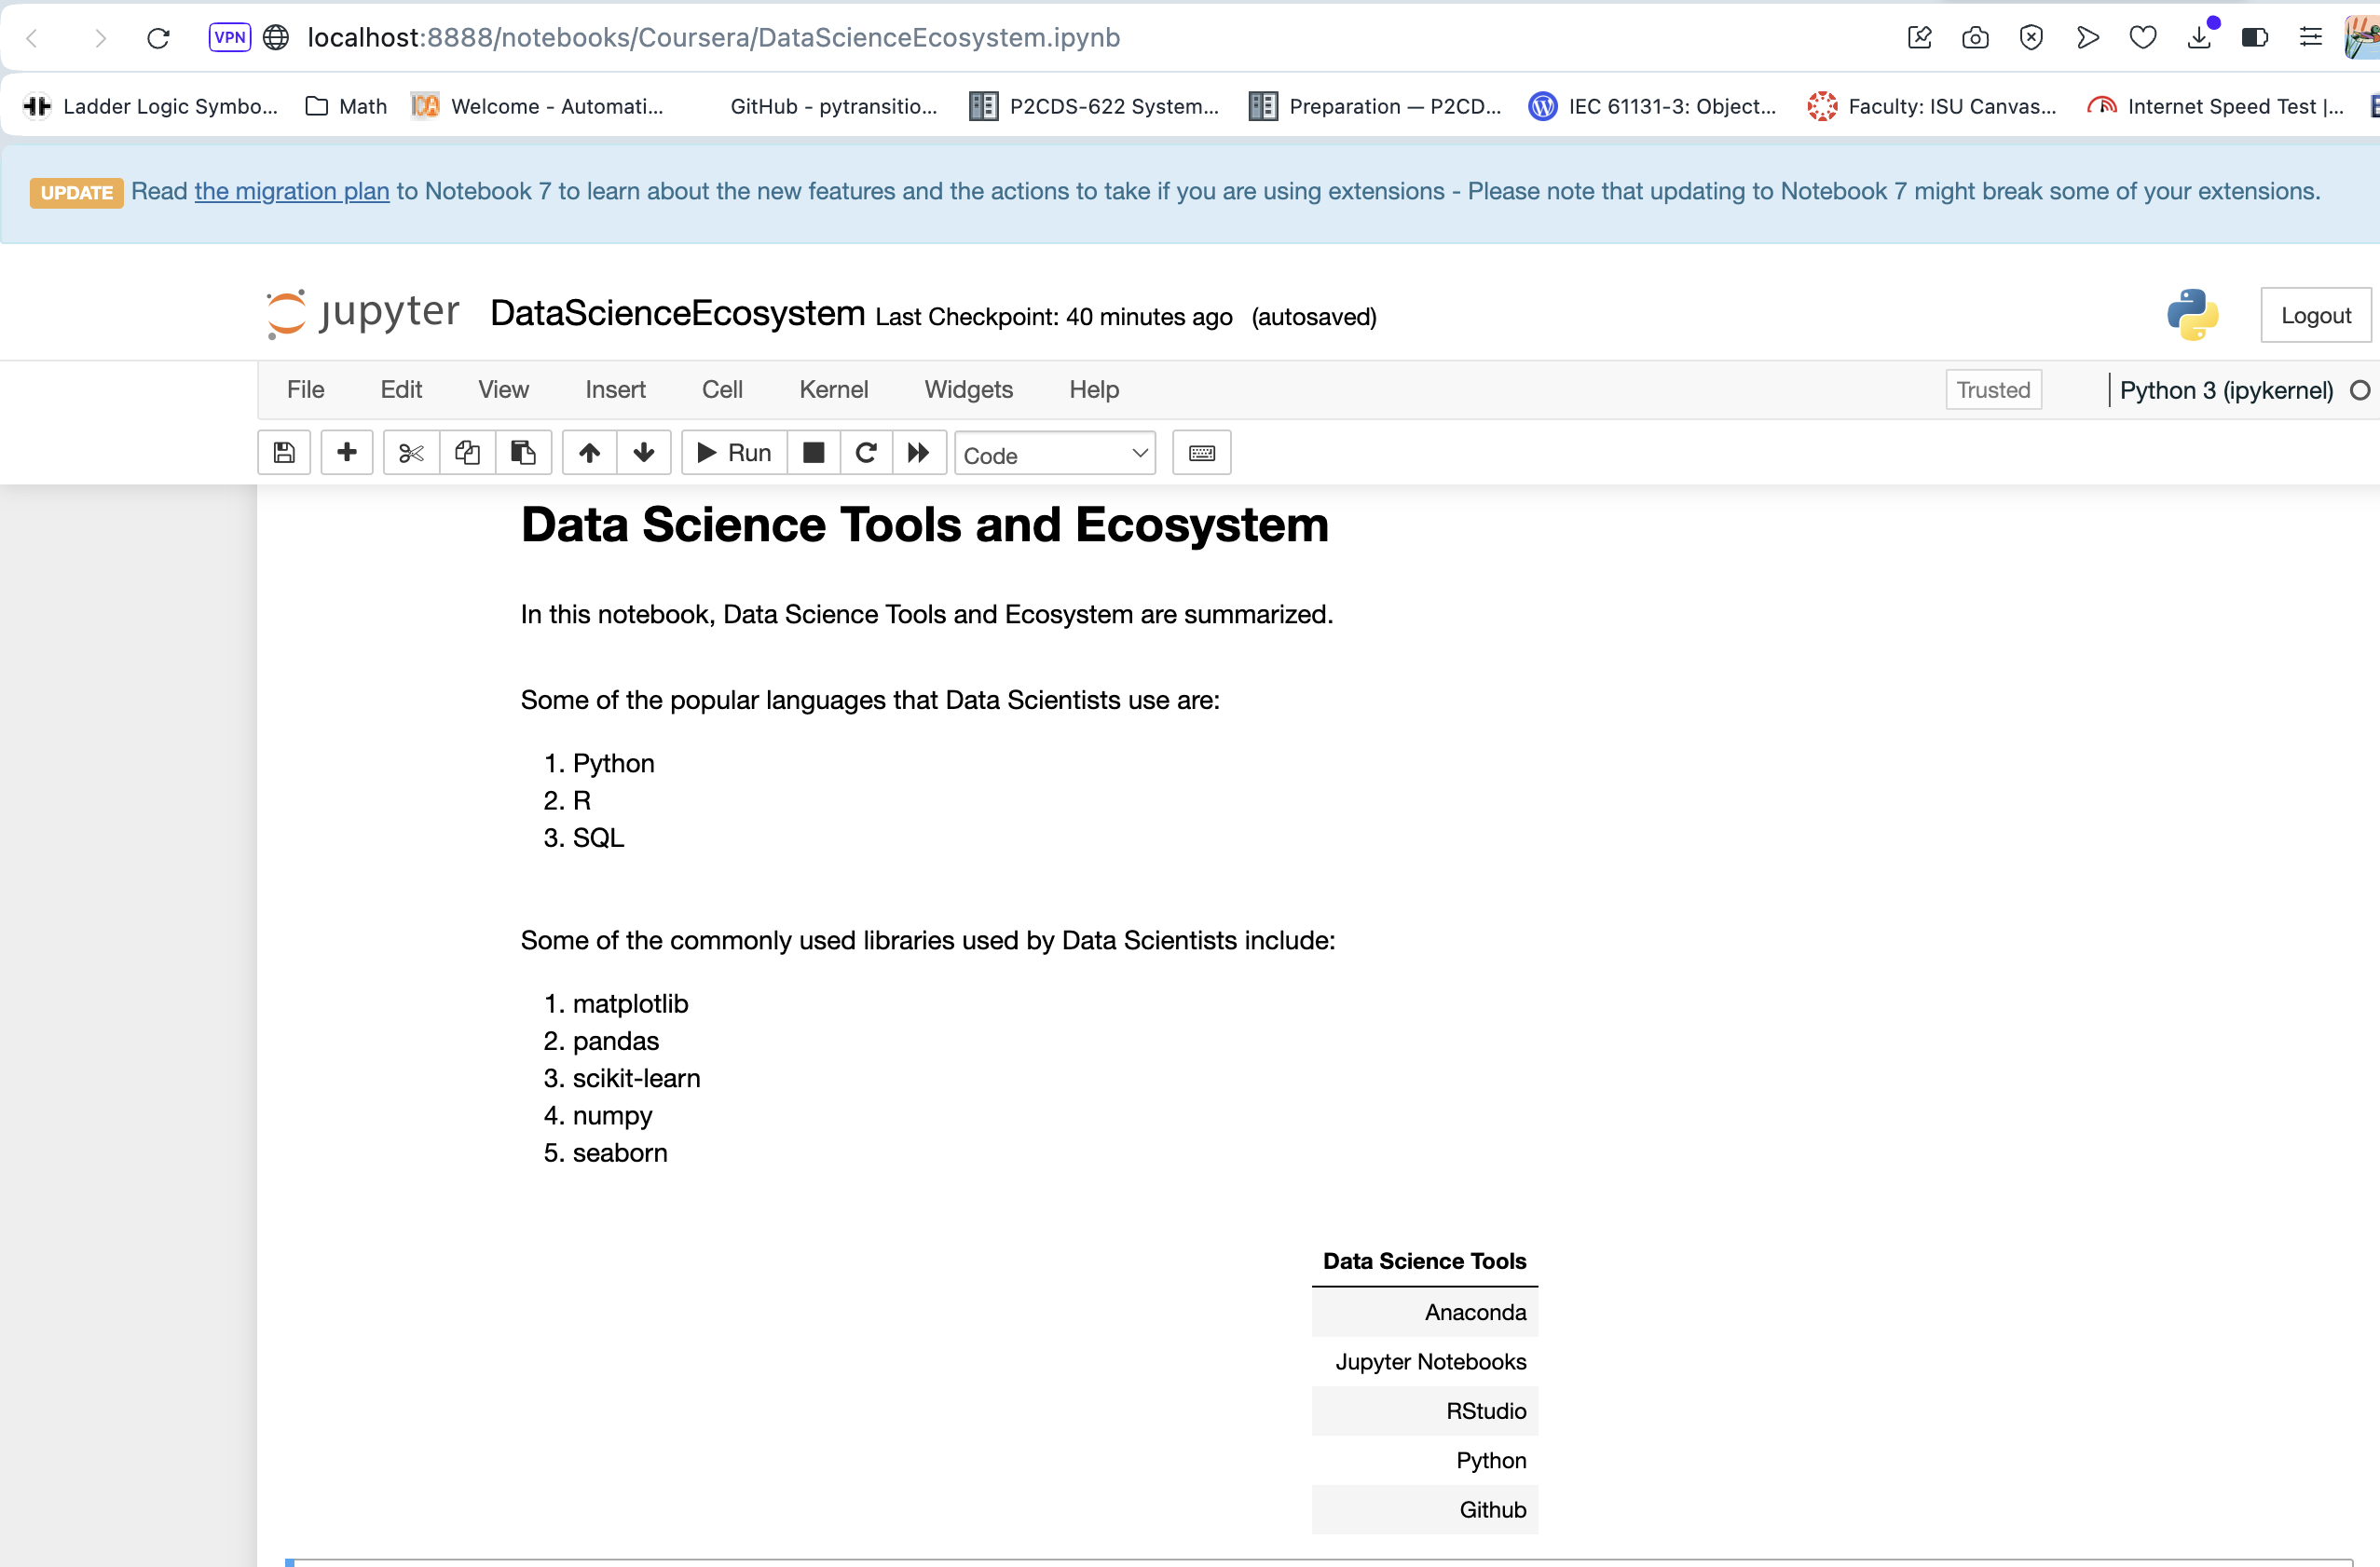 VPN localhost:8888/notebooks/Coursera/DataScienceEcosystem.ipynb
Ladder Logic Symbo... Math Welcome - Automati... GitHub - pytransitio... P2CDS-622 System... Preparation — P2CD... IEC 61131-3: Object... Faculty: ISU Canvas... Internet Speed Test |...
UPDATE Read the migration plan to Notebook 7 to learn about the new features and the actions to take if you are using extensions - Please note that updating to Notebook 7 might break some of your extensions.
jupyter DataScienceEcosystem Last Checkpoint: 40 minutes ago (autosaved) Logout
File Edit View Insert Cell Kernel Widgets Help Trusted Python 3 (ipykernel)
Run Code
Data Science Tools and Ecosystem
In this notebook, Data Science Tools and Ecosystem are summarized.
Some of the popular languages that Data Scientists use are:
1. Python
2. R
3. SQL
Some of the commonly used libraries used by Data Scientists include:
1. matplotlib
2. pandas
3. scikit-learn
4. numpy
5. seaborn
Data Science Tools
Anaconda
Jupyter Notebooks
RStudio
Python
Github